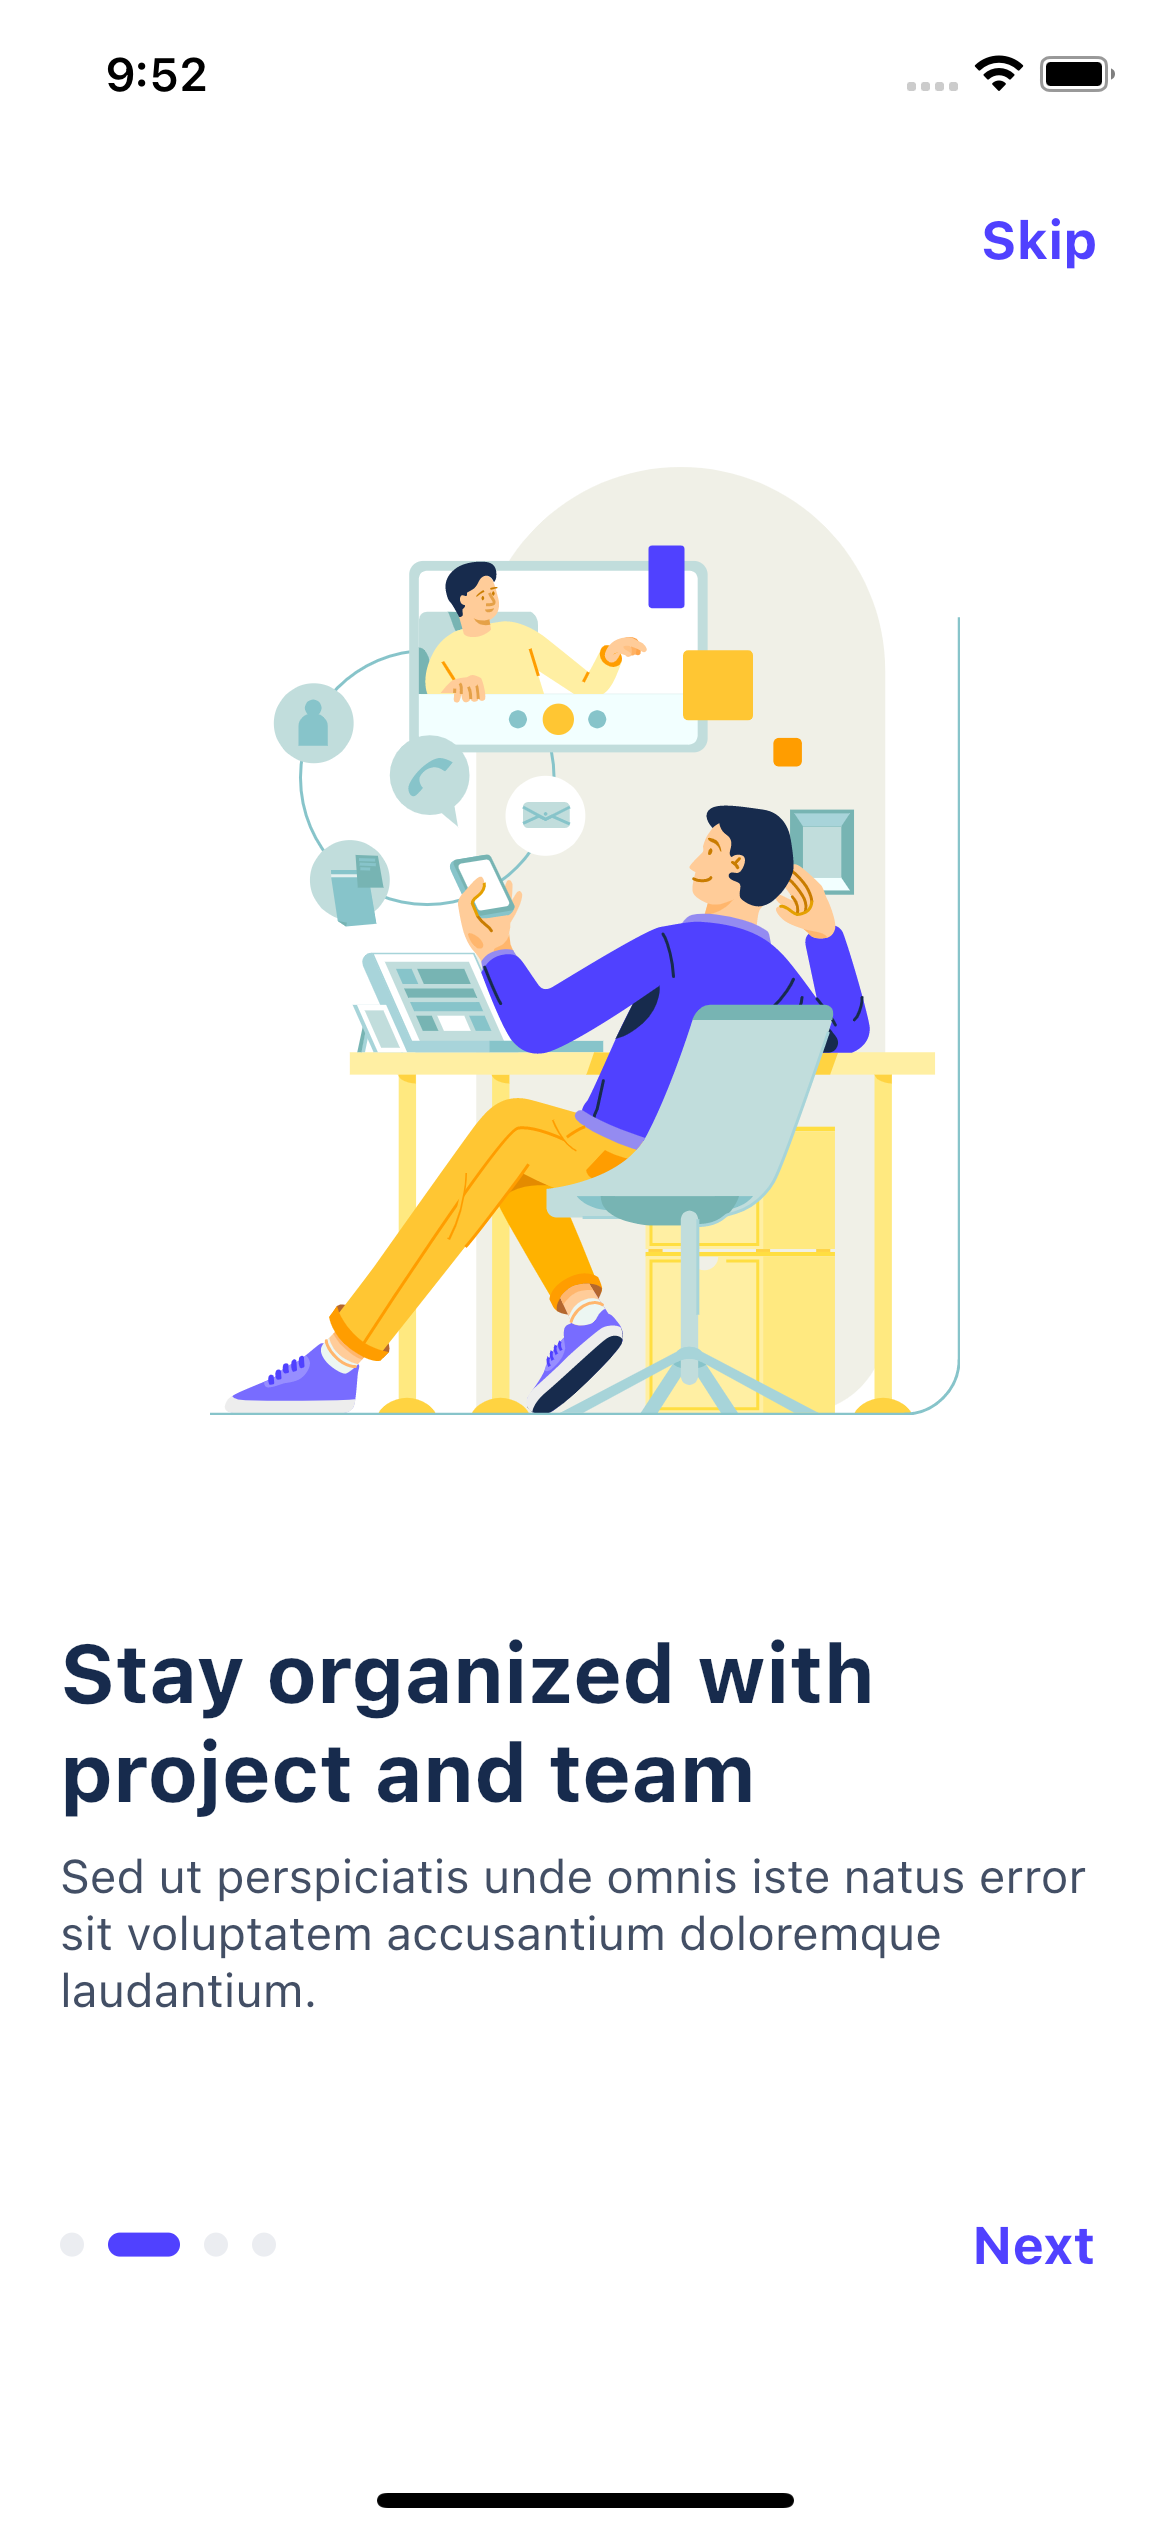 9:52
Skip
Stay organized with
project and team
Sed ut perspiciatis unde omnis iste natus error
sit voluptatem accusantium doloremque
laudantium.
Next